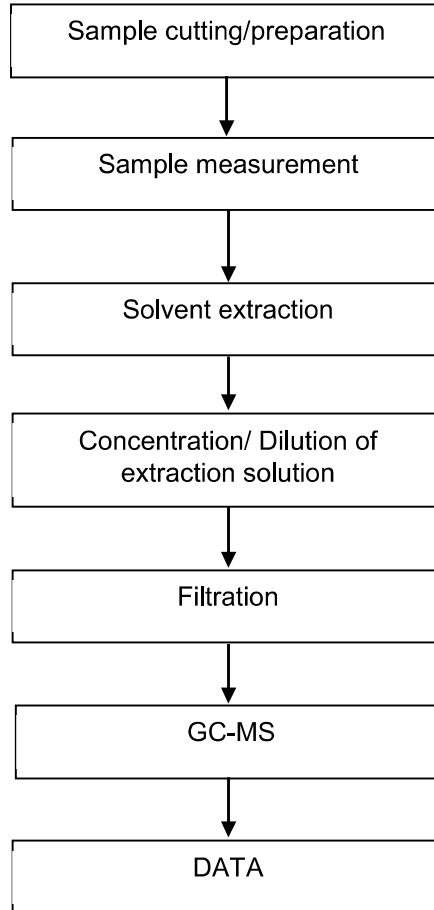 Sample cutting/preparation
Sample measurement
Solvent extraction
Concentration/ Dilution of
extraction solution
Filtration
GC-MS
DATA